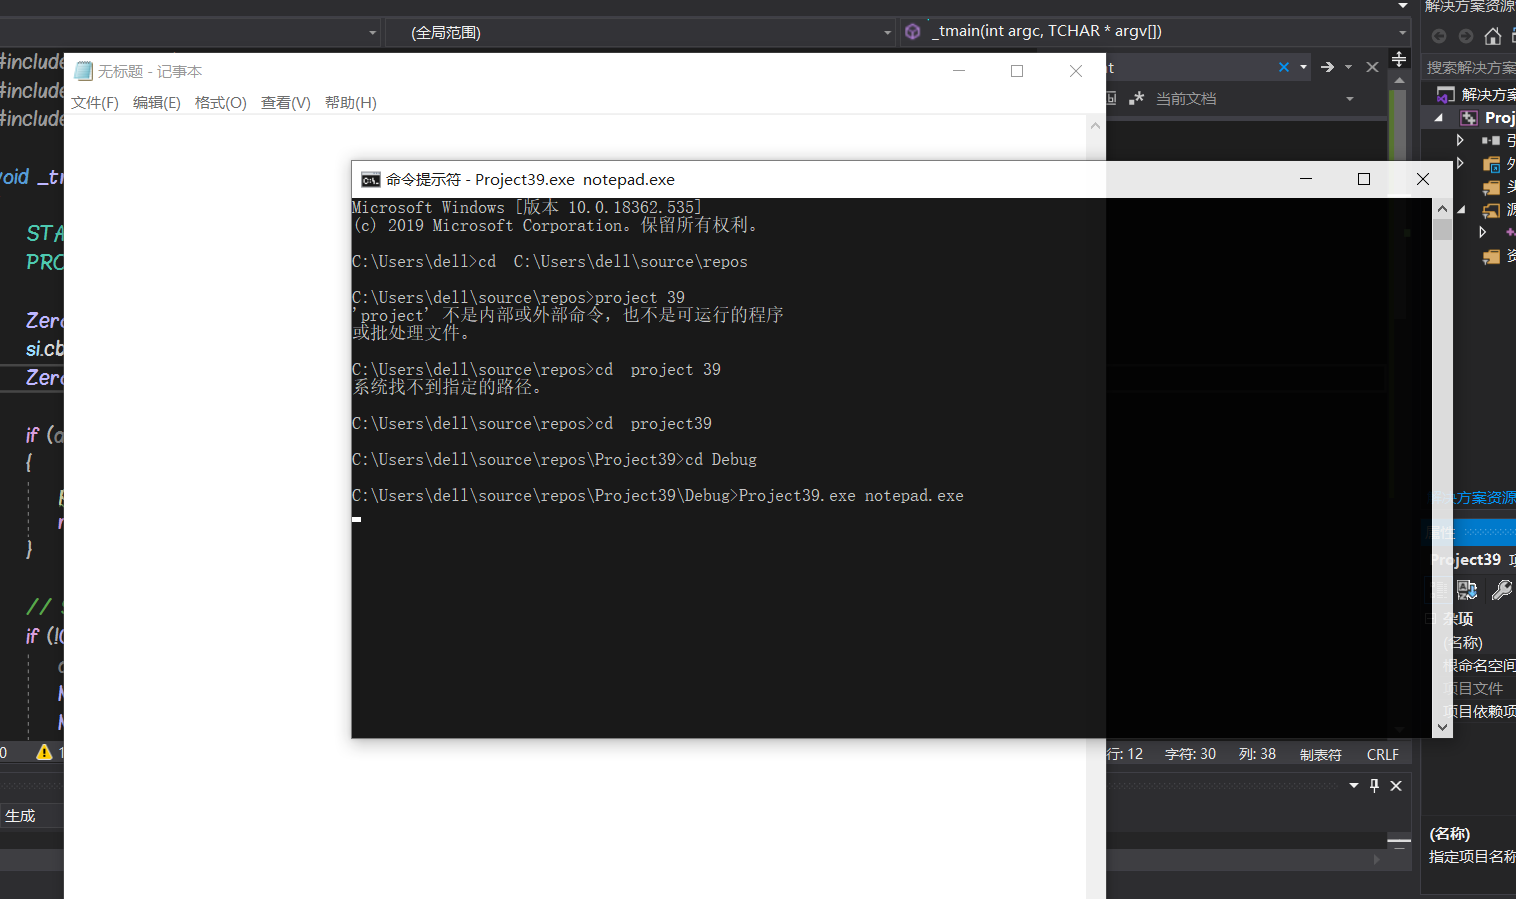 解决方案资源
(全局范围)
_tmain(int argc, TCHAR * argv[])
#include
#include
#include
无标题 - 记事本
文件(F) 编辑(E) 格式(O) 查看(V) 帮助(H)
搜索解决方案
当前文档
解决方案
Proj
命令提示符 - Project39.exe  notepad.exe
Microsoft Windows [版本 10.0.18362.535]
(c) 2019 Microsoft Corporation。保留所有权利。
C:\Users\dell>cd  C:\Users\dell\source\repos
C:\Users\dell\source\repos>project 39
'project' 不是内部或外部命令，也不是可运行的程序
或批处理文件。
C:\Users\dell\source\repos>cd  project 39
系统找不到指定的路径。
C:\Users\dell\source\repos>cd  project39
C:\Users\dell\source\repos\Project39>cd Debug
C:\Users\dell\source\repos\Project39\Debug>Project39.exe notepad.exe
void _tr
STA
PRO
Zero
si.cb
Zero
if (a
{
}
//
if (!C
解决方案资源
属性
Project39
杂项
(名称)
根命名空间
项目文件
项目依赖项
行: 12 字符: 30 列: 38 制表符 CRLF
生成
(名称)
指定项目名称